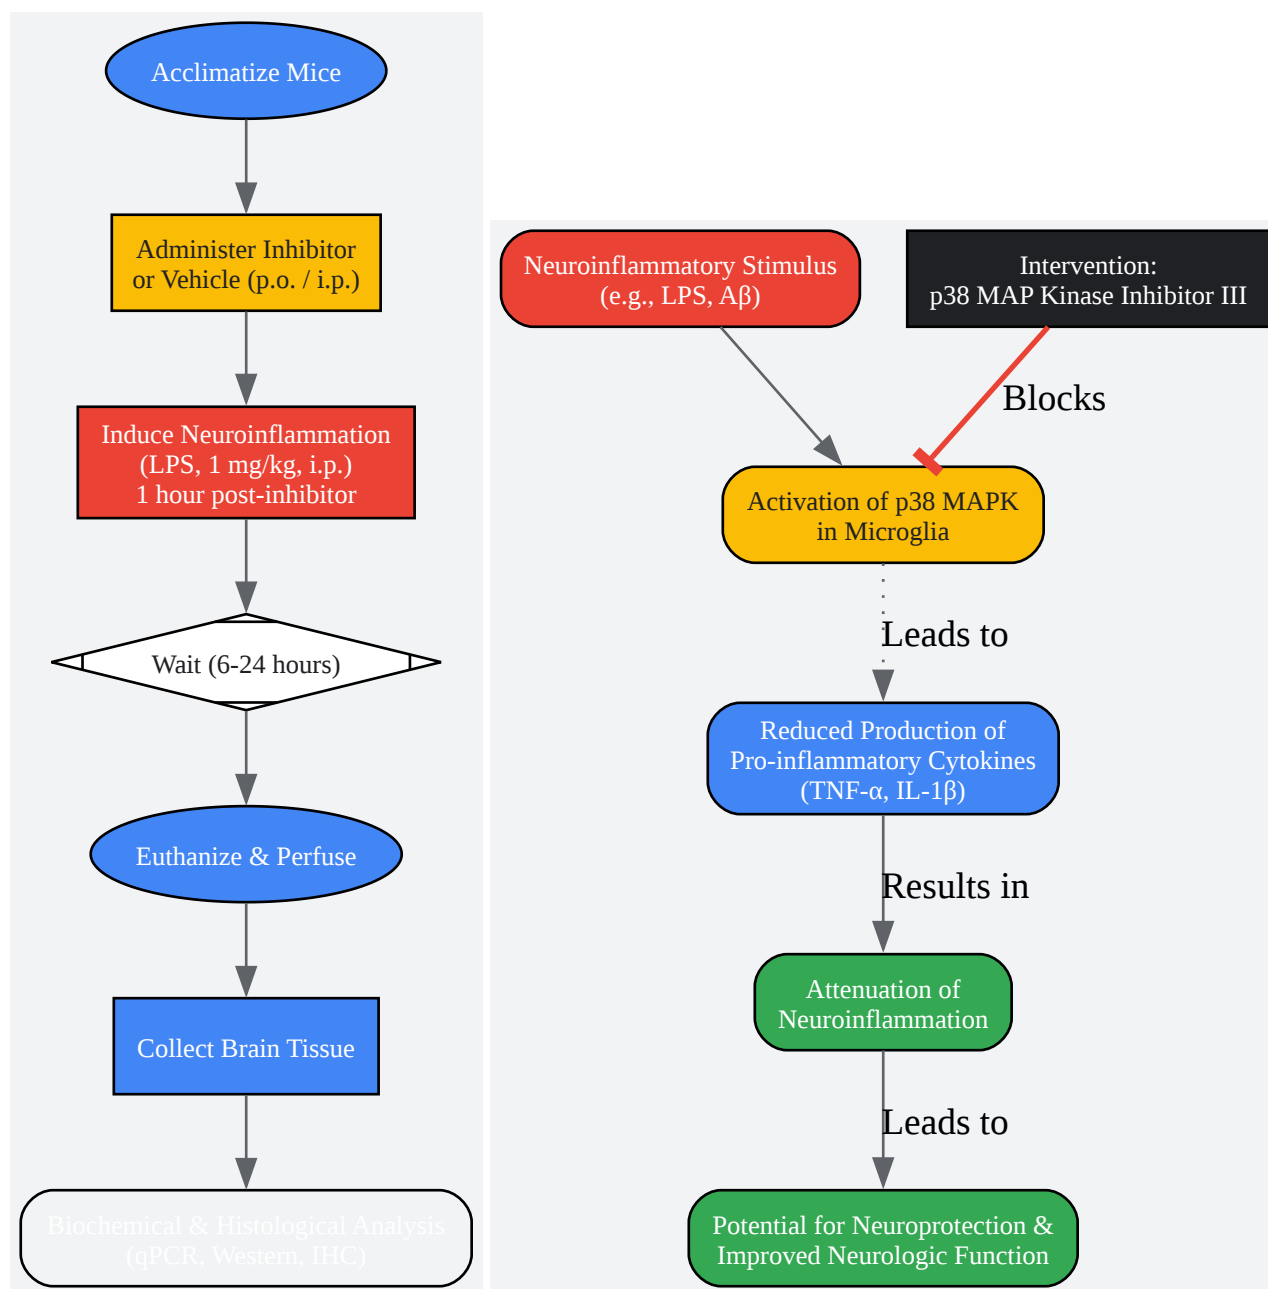 Acclimatize Mice
Administer Inhibitor
or Vehicle (p.o. / i.p.)
Induce Neuroinflammation
(LPS, 1 mg/kg, i.p.)
1 hour post-inhibitor
Wait (6-24 hours)
Euthanize & Perfuse
Collect Brain Tissue
Biochemical & Histological Analysis
(qPCR, Western, IHC)
Neuroinflammatory Stimulus
(e.g., LPS, Aβ)
Intervention:
p38 MAP Kinase Inhibitor III
Blocks
Activation of p38 MAPK
in Microglia
Leads to
Reduced Production of
Pro-inflammatory Cytokines
(TNF-α, IL-1β)
Results in
Attenuation of
Neuroinflammation
Leads to
Potential for Neuroprotection &
Improved Neurologic Function